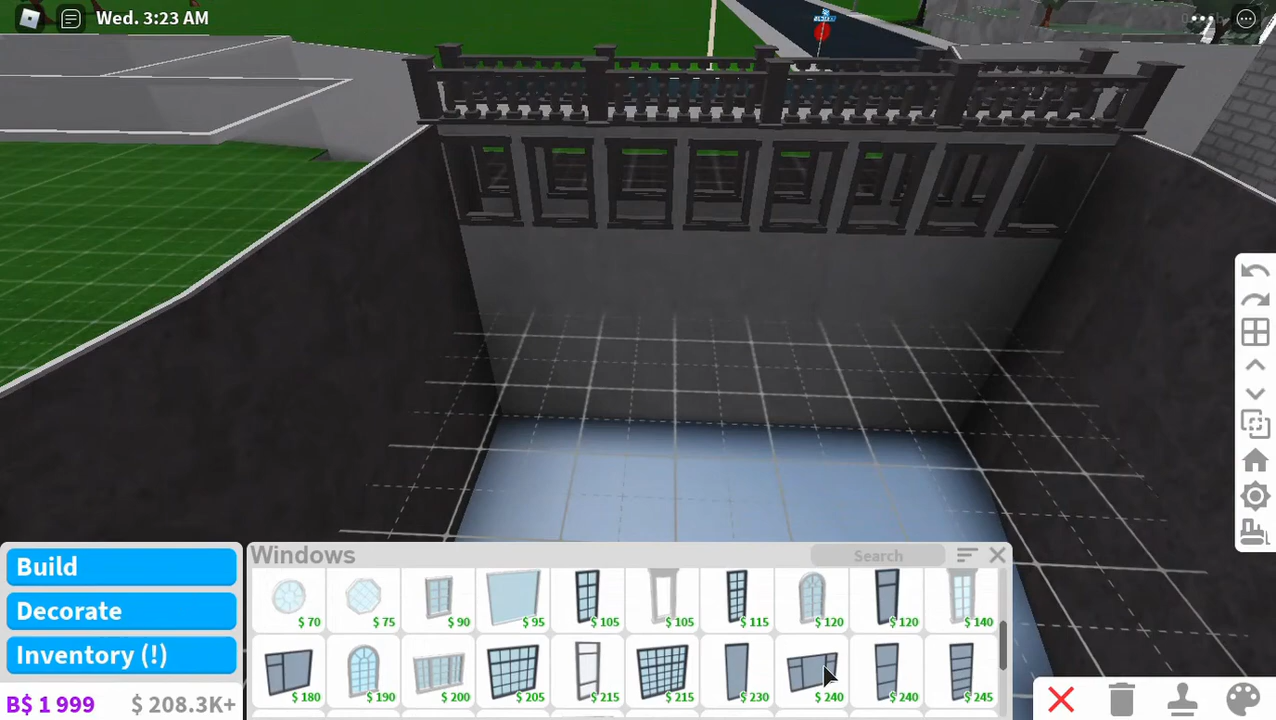 Wed. 3:23 AM
Windows
Search
Build
Decorate
Inventory (!)
B$ 1 999 $ 208.3K+
$ 70 $ 75 $ 90 $ 95 $ 105 $ 105 $ 115 $ 120 $ 120 $ 140
$ 180 $ 190 $ 200 $ 205 $ 215 $ 215 $ 230 $ 240 $ 240 $ 245